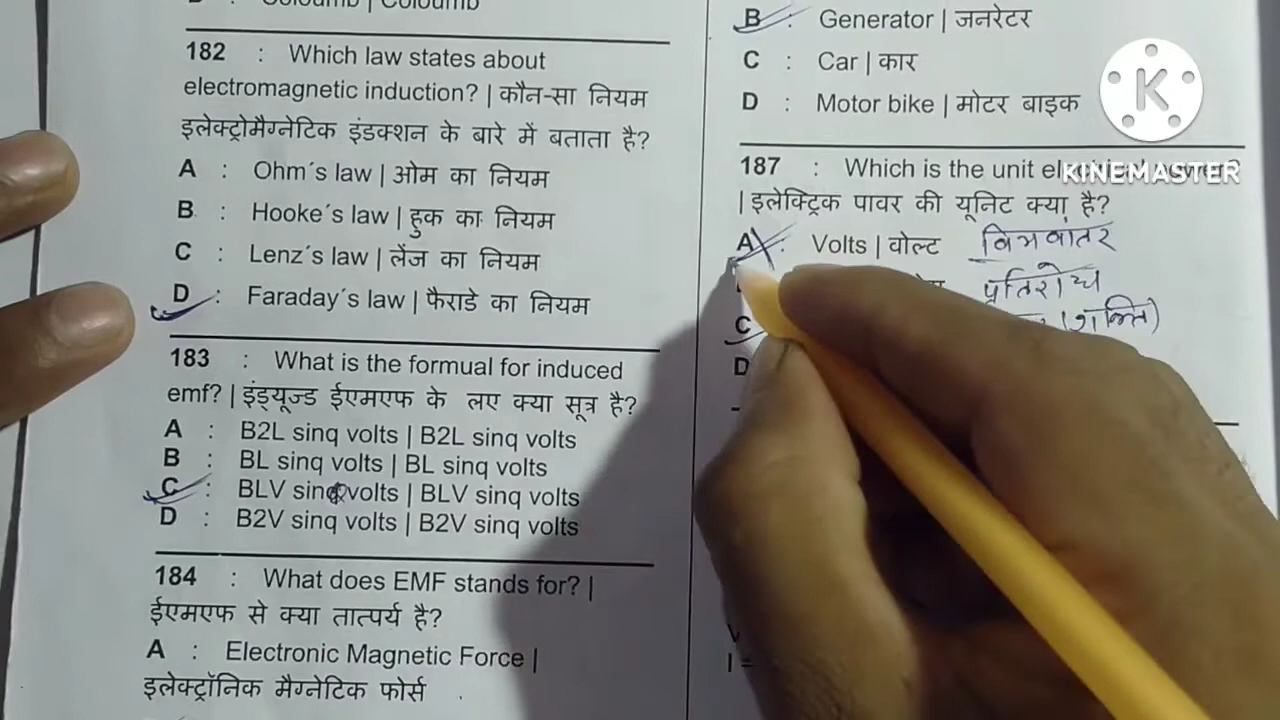 182 : Which law states about
electromagnetic induction? | कौन-सा नियम
इलेक्ट्रोमैग्नेटिक इंडक्शन के बारे में बताता है?
A : Ohm´s law | ओम का नियम
B : Hooke´s law | हुक का नियम
C : Lenz´s law | लेंज का नियम
D : Faraday´s law | फैराडे का नियम
183 : What is the formual for induced
emf? | इंड्यूज्ड ईएमएफ के लए क्या सूत्र है?
A : B2L sinq volts | B2L sinq volts
B : BL sinq volts | BL sinq volts
C : BLV sinq volts | BLV sinq volts
D : B2V sinq volts | B2V sinq volts
184 : What does EMF stands for? |
ईएमएफ से क्या तात्पर्य है?
A : Electronic Magnetic Force |
इलेक्ट्रॉनिक मैग्नेटिक फोर्स
B : Generator | जनरेटर
C : Car | कार
D : Motor bike | मोटर बाइक
K
KINEMASTER
187 : Which is the unit
| इलेक्ट्रिक पावर की यूनिट क्या है?
A : Volts | वोल्ट विभवांतर
प्रतिरोध
C (शक्ति)
D
I =